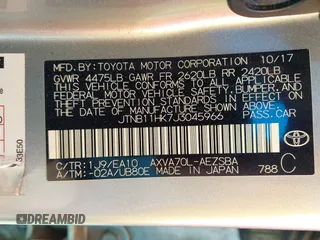 MFD BY: TOYOTA MOTOR CORPORATION 10/17
GVWR 4475LB GAWR FR 2620LB RR 2420LB
THIS VEHICLE CONFORMS TO ALL APPLICABLE
FEDERAL MOTOR VEHICLE SAFETY, BUMPER, AND
THEFT PREVENTION STANDARDS IN EFFECT ON
THE DATE OF MANUFACTURE SHOWN ABOVE.
JTNB11HK7J3045966 PASS. CAR
C/TR: 1J9/EA10 AXVA70L-AEZSBA
A/TM: -02A/UB80E MADE IN JAPAN
788 C
TOYOTA
33E50
DREAMBID